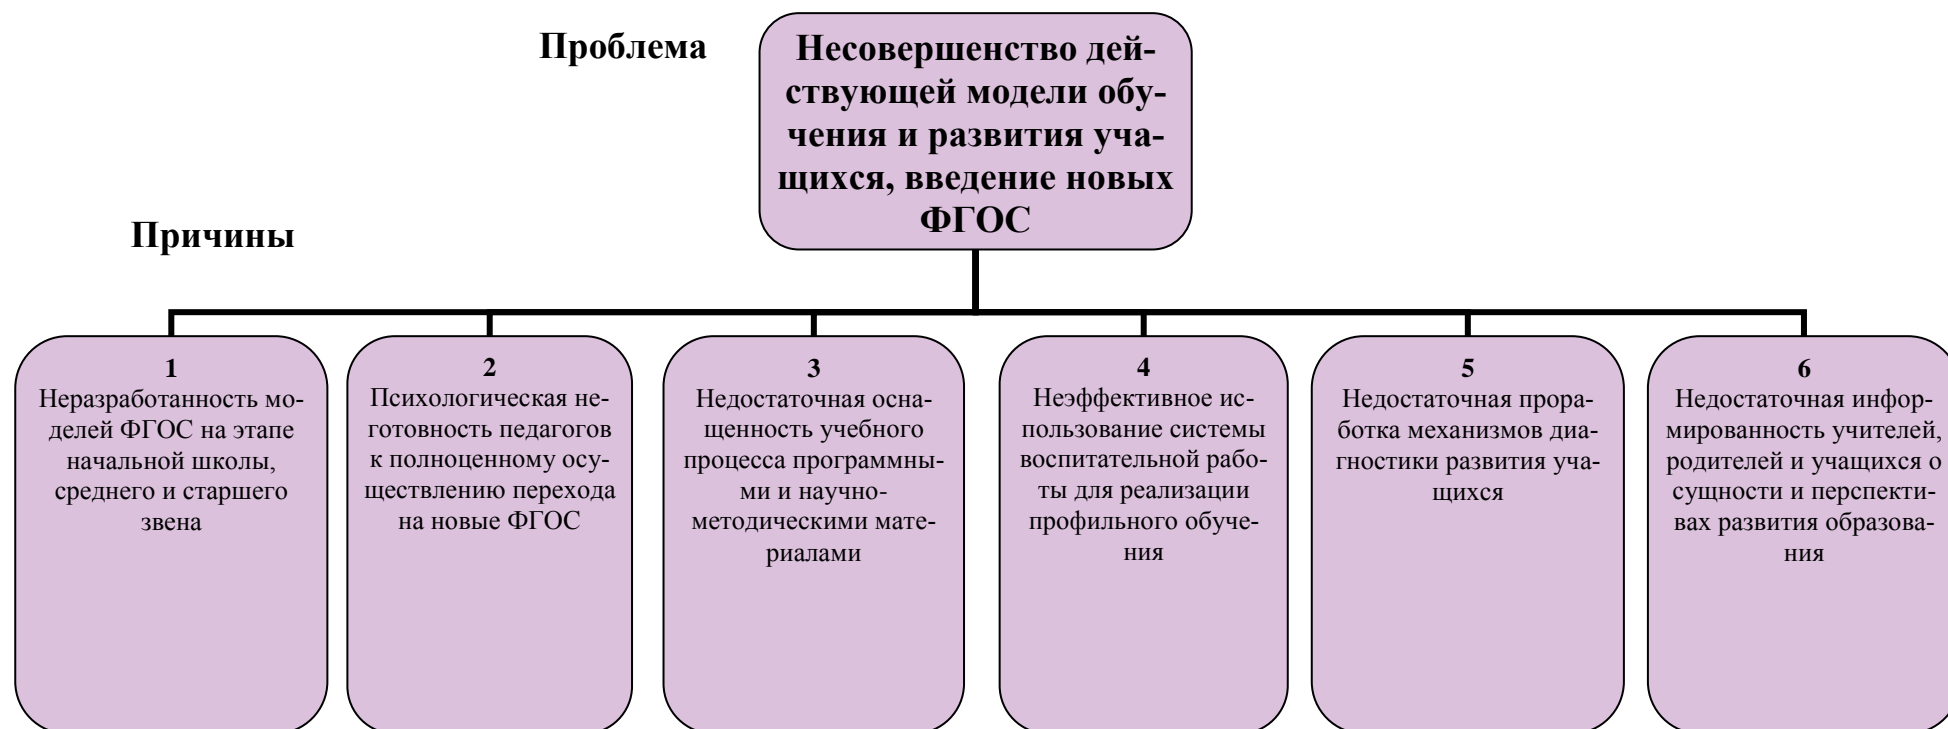 Проблема
Несовершенство дей-
ствующей модели обу-
чения и развития уча-
щихся, введение новых
ФГОС
Причины
1
Неразработанность мо-
делей ФГОС на этапе
начальной школы,
среднего и старшего
звена
2
Психологическая не-
готовность педагогов
к полноценному осу-
ществлению перехода
на новые ФГОС
3
Недостаточная осна-
щенность учебного
процесса программны-
ми и научно-
методическими мате-
риалами
4
Неэффективное ис-
пользование системы
воспитательной рабо-
ты для реализации
профильного обуче-
ния
5
Недостаточная прора-
ботка механизмов диа-
гностики развития уча-
щихся
6
Недостаточная инфор-
мированность учителей,
родителей и учащихся о
сущности и перспекти-
вах развития образова-
ния